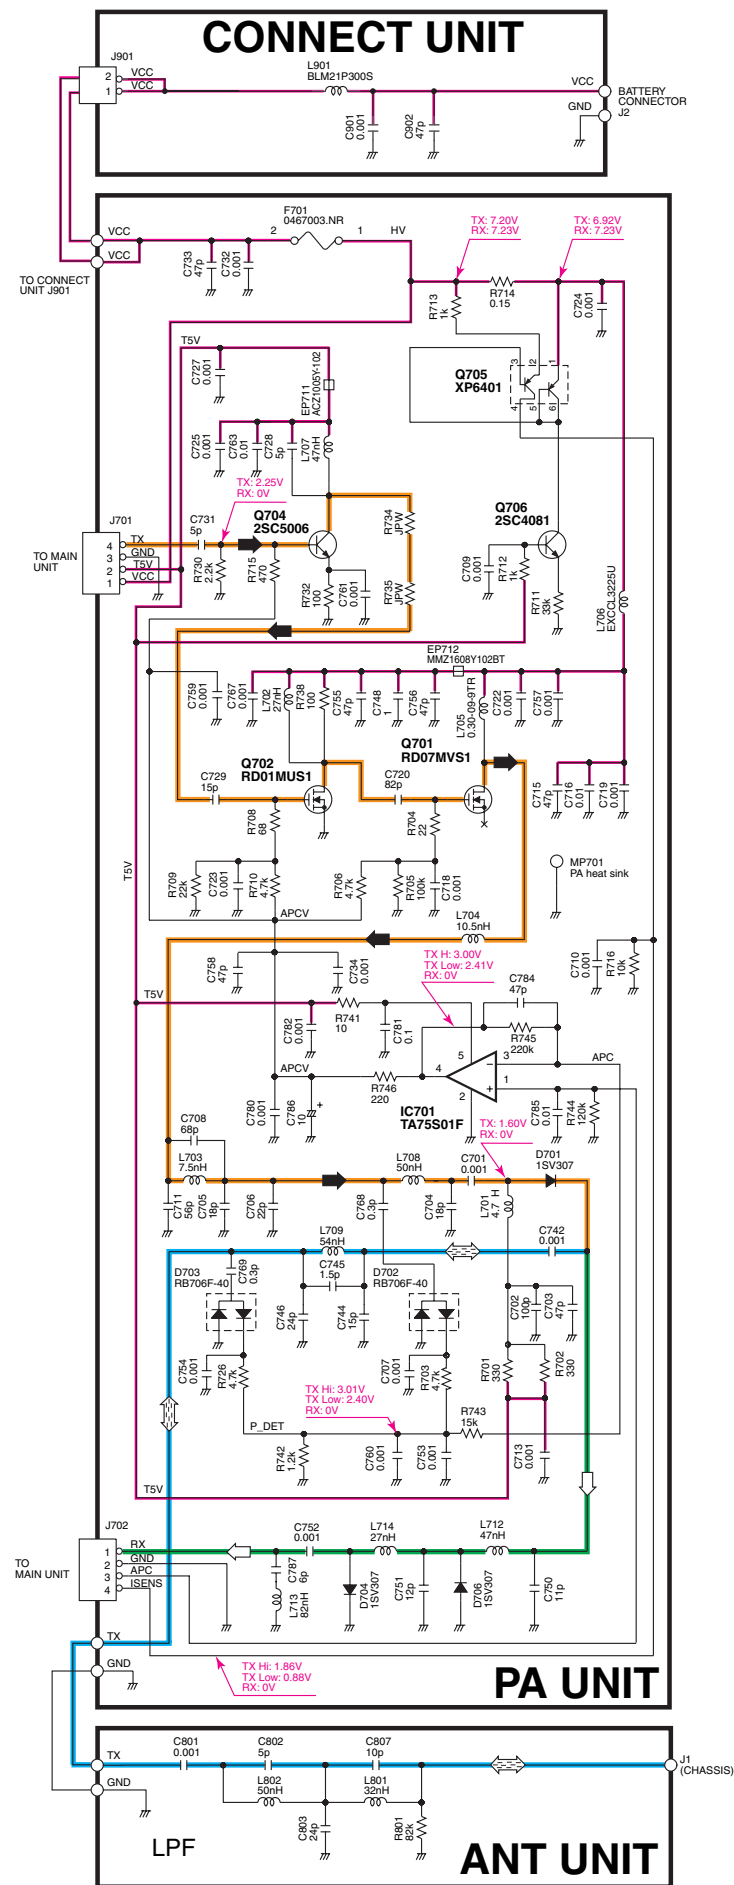 CONNECT UNIT
J901
2 VCC
1 VCC
L901
BLM21P300S
VCC
GND
BATTERY
CONNECTOR
J2
C901
0.001
C902
47p
VCC
VCC
TO CONNECT
UNIT J901
F701
0467003.NR
2 1
HV
C733
47p
C732
0.001
TX: 7.20V
RX: 7.23V
TX: 6.92V
RX: 7.23V
R713
1k
R714
0.15
C724
0.001
T5V
C727
0.001
EP711
ACZ1005Y-102
Q705
XP6401
3 2 1
4 5 6
C725
0.001
C763
0.01
C728
5p
L707
47nH
TX: 2.25V
RX: 0V
Q704
2SC5006
R734
JPW
Q706
2SC4081
J701
TO MAIN
UNIT
4 TX
3 GND
2 T5V
1 VCC
C731
5p
R730
2.2k
R715
470
R732
100
C761
0.001
R735
JPW
C709
0.001
R712
1k
R711
33k
L706
EXCCL3225U
EP712
MMZ1608Y102BT
C759
0.001
C767
0.001
L702
27nH
R738
100
C755
47p
C748
1
C756
47p
L705
0.30-09-9TR
C722
0.001
C757
0.001
Q702
RD01MUS1
Q701
RD07MVS1
C729
15p
C720
82p
C715
47p
C716
0.01
C719
0.001
R708
68
R704
22
T5V
R709
22k
C723
0.001
R710
4.7k
R706
4.7k
R705
100k
C718
0.001
MP701
PA heat sink
APCV
L704
10.5nH
C758
47p
C734
0.001
TX H: 3.00V
TX Low: 2.41V
RX: 0V
C784
47p
C710
0.001
R716
10k
T5V
C782
0.001
R741
10
C781
0.1
R745
220k
APC
APCV
5
4
3
1
2
R746
220
IC701
TA75S01F
C780
0.001
C786
10
C785
0.01
R744
120k
TX: 1.60V
RX: 0V
C708
68p
L703
7.5nH
L708
50nH
C701
0.001
D701
1SV307
C711
56p
C705
18p
C706
22p
C768
0.3p
C704
18p
L701
4.7 H
L709
54nH
C742
0.001
D703
RB706F-40
C769
0.3p
C745
1.5p
D702
RB706F-40
C746
24p
C744
15p
C702
100p
C703
47p
C754
0.001
R726
4.7k
C707
0.001
R703
4.7k
R701
330
R702
330
TX Hi: 3.01V
TX Low: 2.40V
RX: 0V
P_DET
R743
15k
R742
1.2k
C760
0.001
C753
0.001
C713
0.001
T5V
J702
TO
MAIN UNIT
1 RX
2 GND
3 APC
4 ISENS
C752
0.001
L714
27nH
L712
47nH
C787
6p
L713
82nH
D704
1SV307
C751
12p
D706
1SV307
C750
11p
TX
GND
TX Hi: 1.86V
TX Low: 0.88V
RX: 0V
PA UNIT
TX
GND
C801
0.001
C802
5p
C807
10p
J1
(CHASSIS)
L802
50nH
L801
32nH
C803
24p
R801
82k
LPF
ANT UNIT